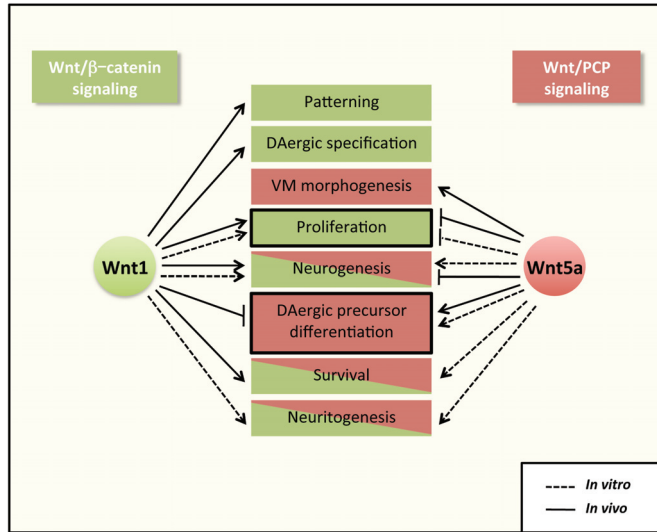 Wnt/β−catenin
signaling
Wnt/PCP
signaling
Patterning
DAergic specification
VM morphogenesis
Proliferation
Wnt1
Neurogenesis
Wnt5a
DAergic precursor
differentiation
Survival
Neuritogenesis
In vitro
In vivo